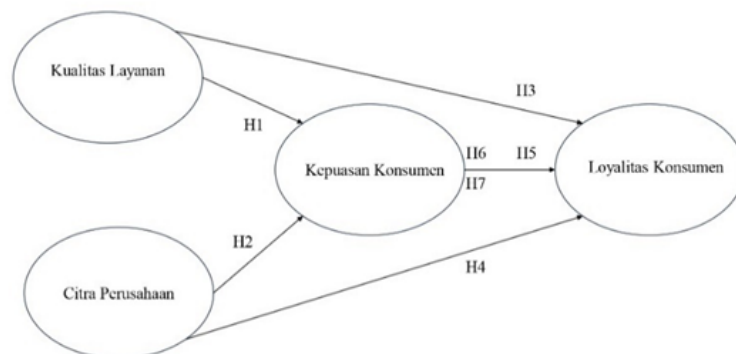 Kualitas Layanan
H3
H1
Kepuasan Konsumen
H6
H5
H7
Loyalitas Konsumen
H2
Citra Perusahaan
H4